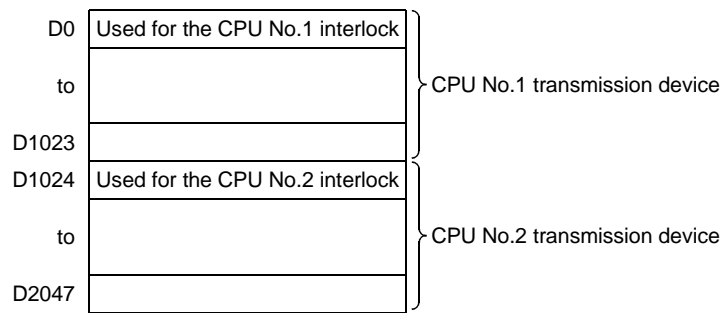 D0 Used for the CPU No.1 interlock
to CPU No.1 transmission device
D1023
D1024 Used for the CPU No.2 interlock
to CPU No.2 transmission device
D2047